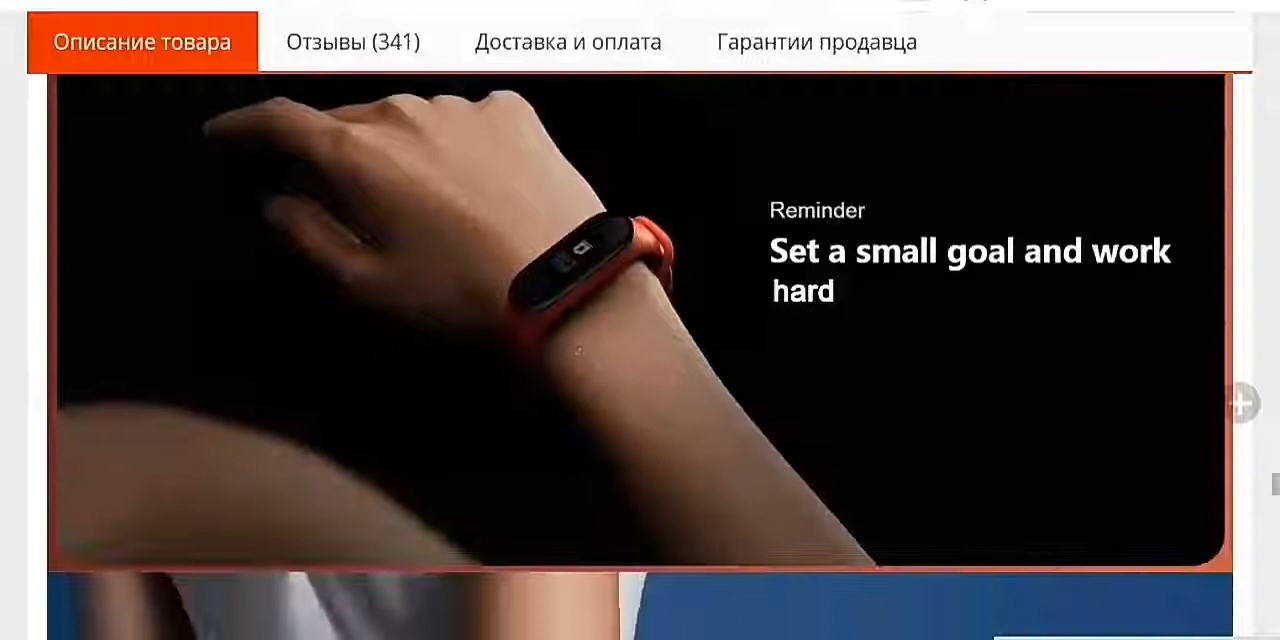 Описание товара
Отзывы (341)
Доставка и оплата
Гарантии продавца
Reminder
Set a small goal and work
hard